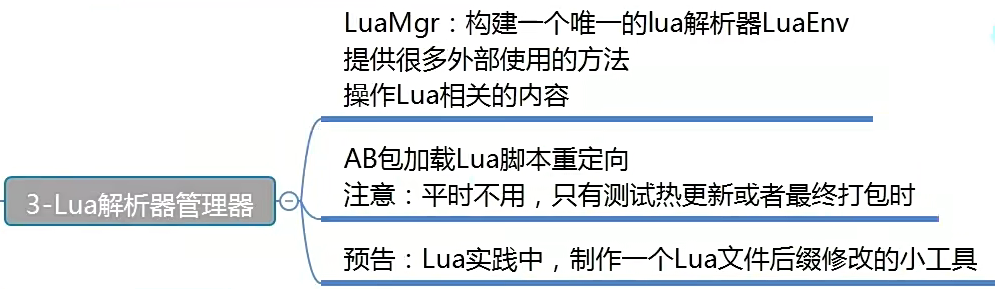 LuaMgr：构建一个唯一的lua解析器LuaEnv
提供很多外部使用的方法
操作Lua相关的内容
AB包加载Lua脚本重定向
注意：平时不用，只有测试热更新或者最终打包时
3-Lua解析器管理器
预告：Lua实践中，制作一个Lua文件后缀修改的小工具